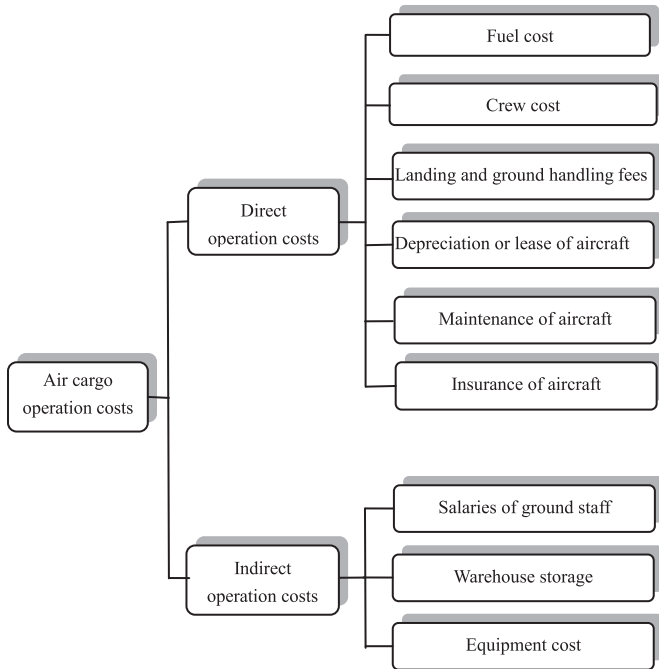 Fuel cost
Crew cost
Landing and ground handling fees
Direct
operation costs
Depreciation or lease of aircraft
Maintenance of aircraft
Air cargo
operation costs
Insurance of aircraft
Salaries of ground staff
Indirect
operation costs
Warehouse storage
Equipment cost